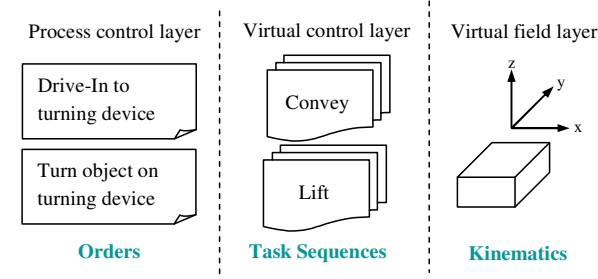 Process control layer
Virtual control layer
Virtual field layer
Drive-In to
turning device
Turn object on
turning device
Orders
Convey
Lift
Task Sequences
z
y
x
Kinematics